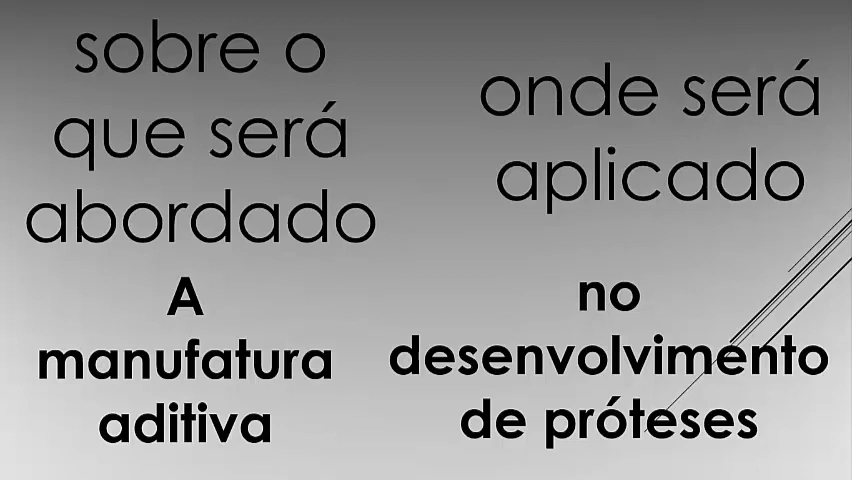 sobre o
que será
abordado
A
manufatura
aditiva
onde será
aplicado
no
desenvolvimento
de próteses